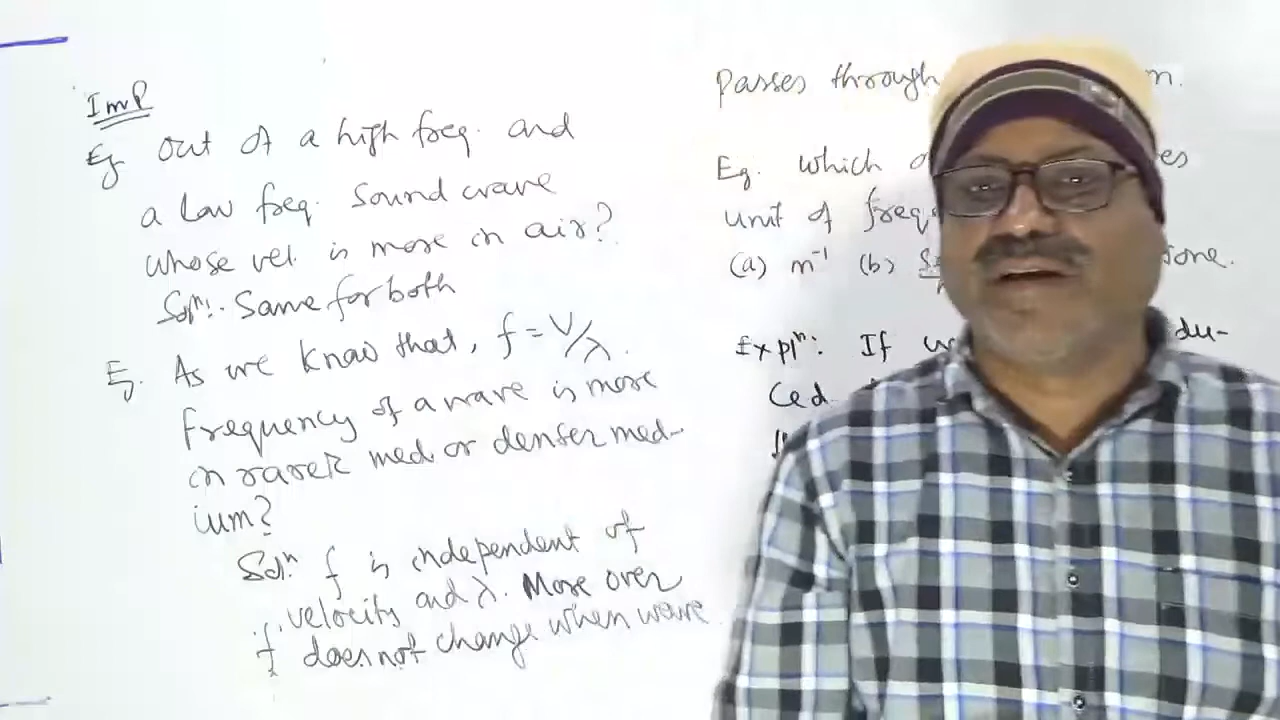 Imp
Eg out of a high freq. and
a low freq. sound wave
whose vel. is more in air?
Solⁿ:- Same for both
Eg. As we know that, f = V/λ.
Frequency of a wave is more
in rarer med or denser med-
ium?
Solⁿ f is independent of
velocity and λ. More over
f does not change when wave
passes through
Eg. which
unit of freq
(a) m⁻¹ (b)
Explⁿ: If du-
ced